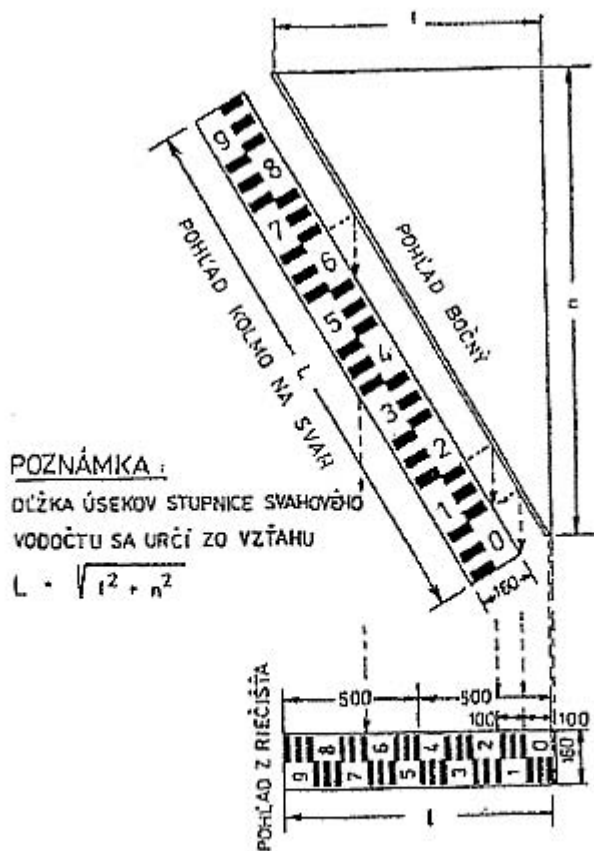 l
9
8
7
6
5
4
3
2
1
0
POHĽAD BOČNÝ
n
POHĽAD KOLMO NA SVAH
L
160
POZNÁMKA :
DĹŽKA ÚSEKOV STUPNICE SVAHOVÉHO
VODOČTU SA URČÍ ZO VZŤAHU
L = √l² + n²
POHĽAD Z RIEČIŠŤA
500 500
100 100
8 6 4 2 0
9 7 5 3 1
160
l